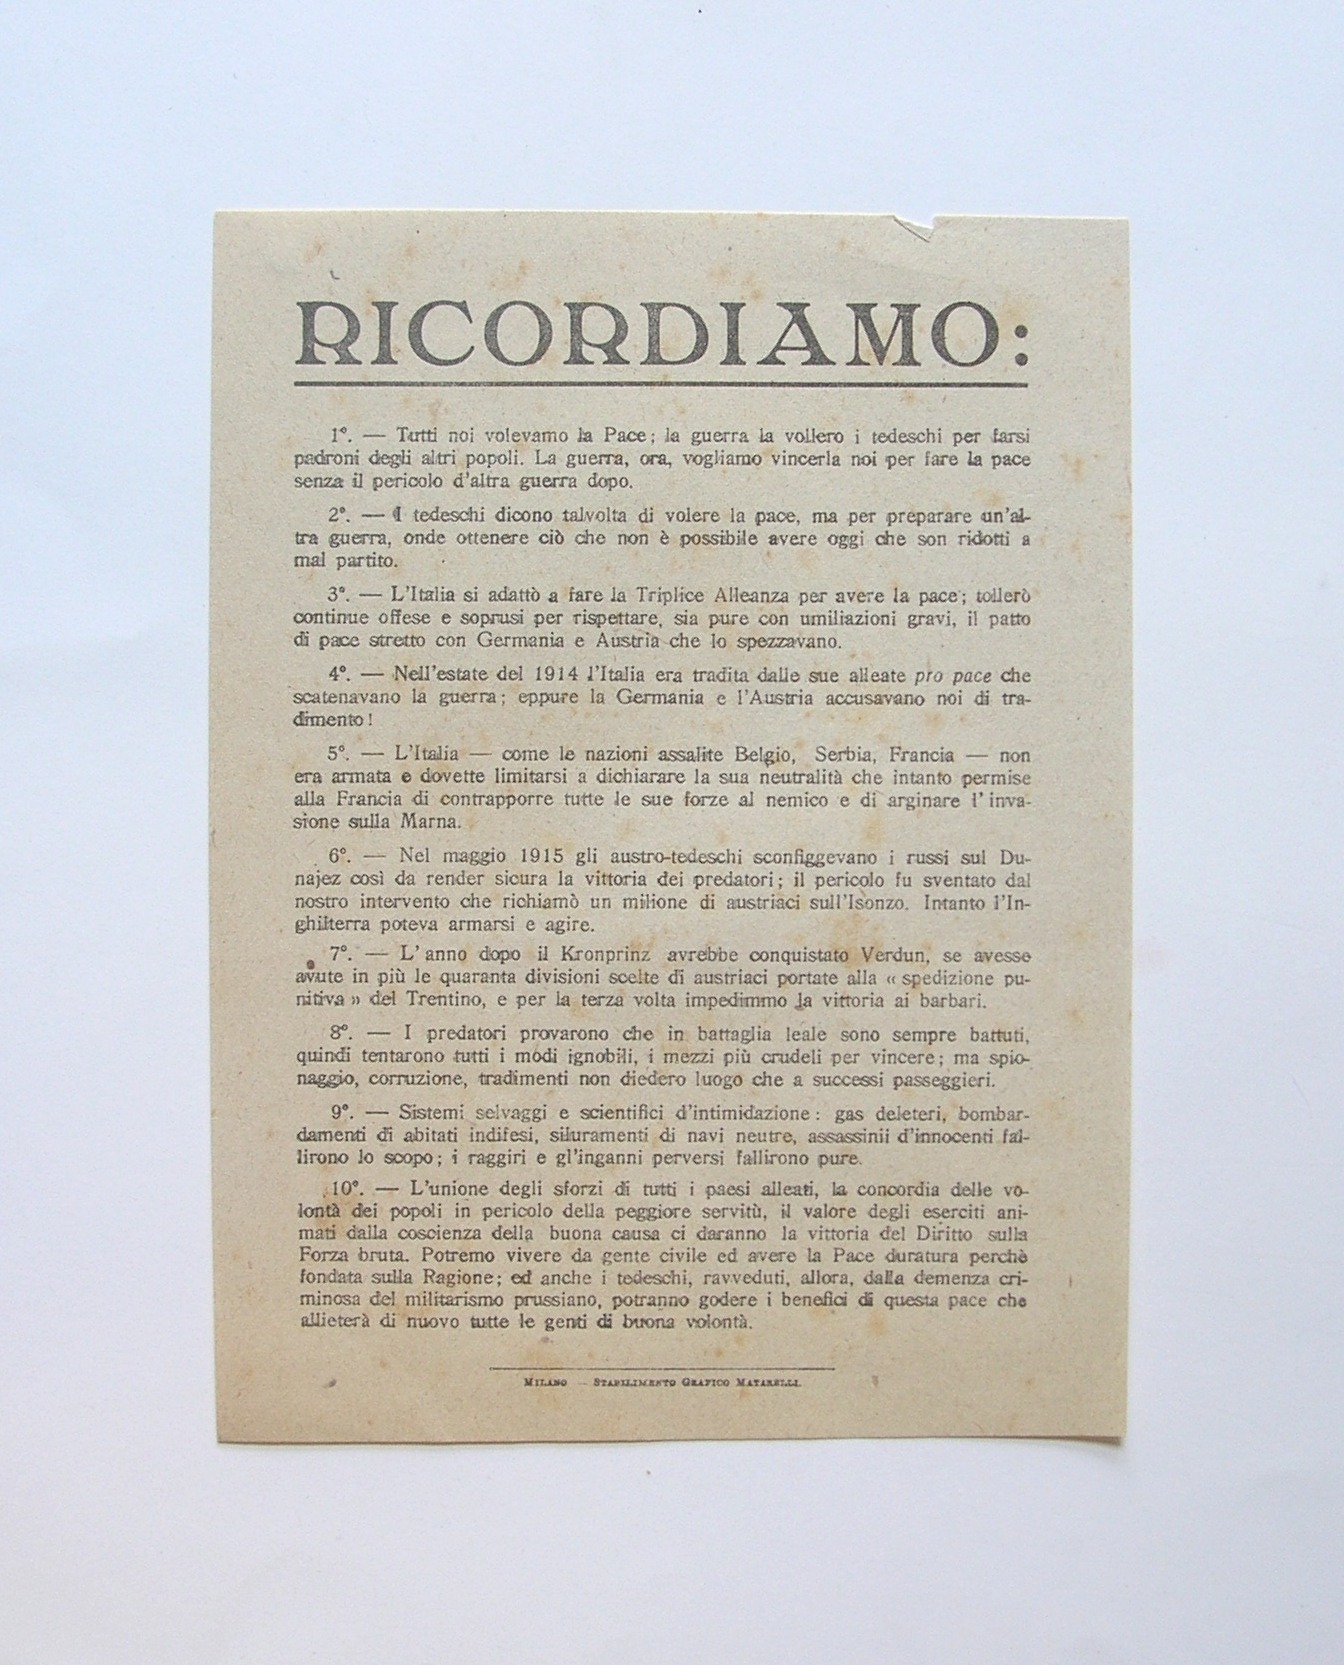 RICORDIAMO:
1°. — Tutti noi volevamo la Pace; la guerra la vollero i tedeschi per farsi
padroni degli altri popoli. La guerra, ora, vogliamo vincerla noi per fare la pace
senza il pericolo d'altra guerra dopo.
2°. — I tedeschi dicono talvolta di volere la pace, ma per preparare un'al-
tra guerra, onde ottenere ciò che non è possibile avere oggi che son ridotti a
mal partito.
3°. — L'Italia si adattò a fare la Triplice Alleanza per avere la pace; tollerò
continue offese e soprusi per rispettare, sia pure con umiliazioni gravi, il patto
di pace stretto con Germania e Austria che lo spezzavano.
4°. — Nell'estate del 1914 l'Italia era tradita dalle sue alleate pro pace che
scatenavano la guerra; eppure la Germania e l'Austria accusavano noi di tra-
dimento!
5°. — L'Italia — come le nazioni assalite Belgio, Serbia, Francia — non
era armata e dovette limitarsi a dichiarare la sua neutralità che intanto permise
alla Francia di contrapporre tutte le sue forze al nemico e di arginare l'inva-
sione sulla Marna.
6°. — Nel maggio 1915 gli austro-tedeschi sconfiggevano i russi sul Du-
najez così da render sicura la vittoria dei predatori; il pericolo fu sventato dal
nostro intervento che richiamò un milione di austriaci sull'Isonzo. Intanto l'In-
ghilterra poteva armarsi e agire.
7°. — L'anno dopo il Kronprinz avrebbe conquistato Verdun, se avesse
avute in più le quaranta divisioni scelte di austriaci portate alla « spedizione pu-
nitiva » del Trentino, e per la terza volta impedimmo la vittoria ai barbari.
8°. — I predatori provarono che in battaglia leale sono sempre battuti,
quindi tentarono tutti i modi ignobili, i mezzi più crudeli per vincere; ma spio-
naggio, corruzione, tradimenti non diedero luogo che a successi passeggieri.
9°. — Sistemi selvaggi e scientifici d'intimidazione: gas deleteri, bombar-
damenti di abitati indifesi, siluramenti di navi neutre, assassinii d'innocenti fal-
lirono lo scopo; i raggiri e gl'inganni perversi fallirono pure.
10°. — L'unione degli sforzi di tutti i paesi alleati, la concordia delle vo-
lontà dei popoli in pericolo della peggiore servitù, il valore degli eserciti ani-
mati dalla coscienza della buona causa ci daranno la vittoria del Diritto sulla
Forza bruta. Potremo vivere da gente civile ed avere la Pace duratura perchè
fondata sulla Ragione; ed anche i tedeschi, ravveduti, allora, dalla demenza cri-
minosa del militarismo prussiano, potranno godere i benefici di questa pace che
allieterà di nuovo tutte le genti di buona volontà.
MILANO — STABILIMENTO GRAFICO MATARELLI.